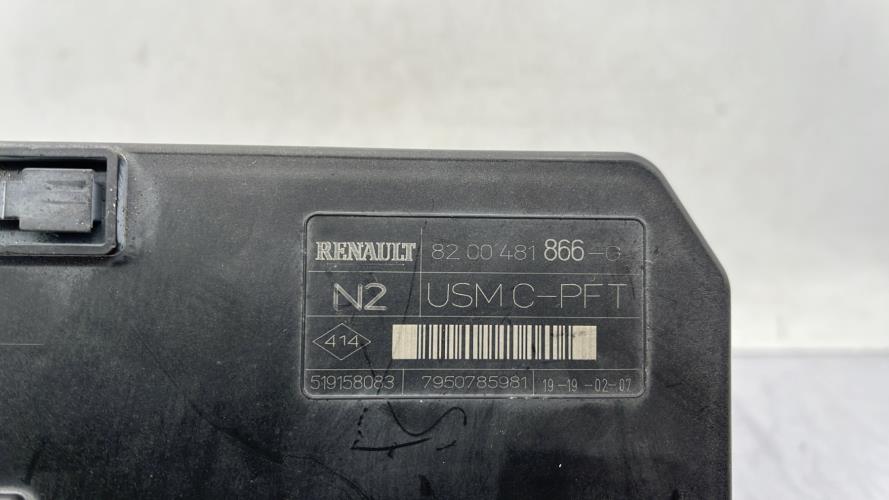 RENAULT 82 00 481 866-G
N2 USM C-PFT
414
519158083 7950785981 19-19-02-07